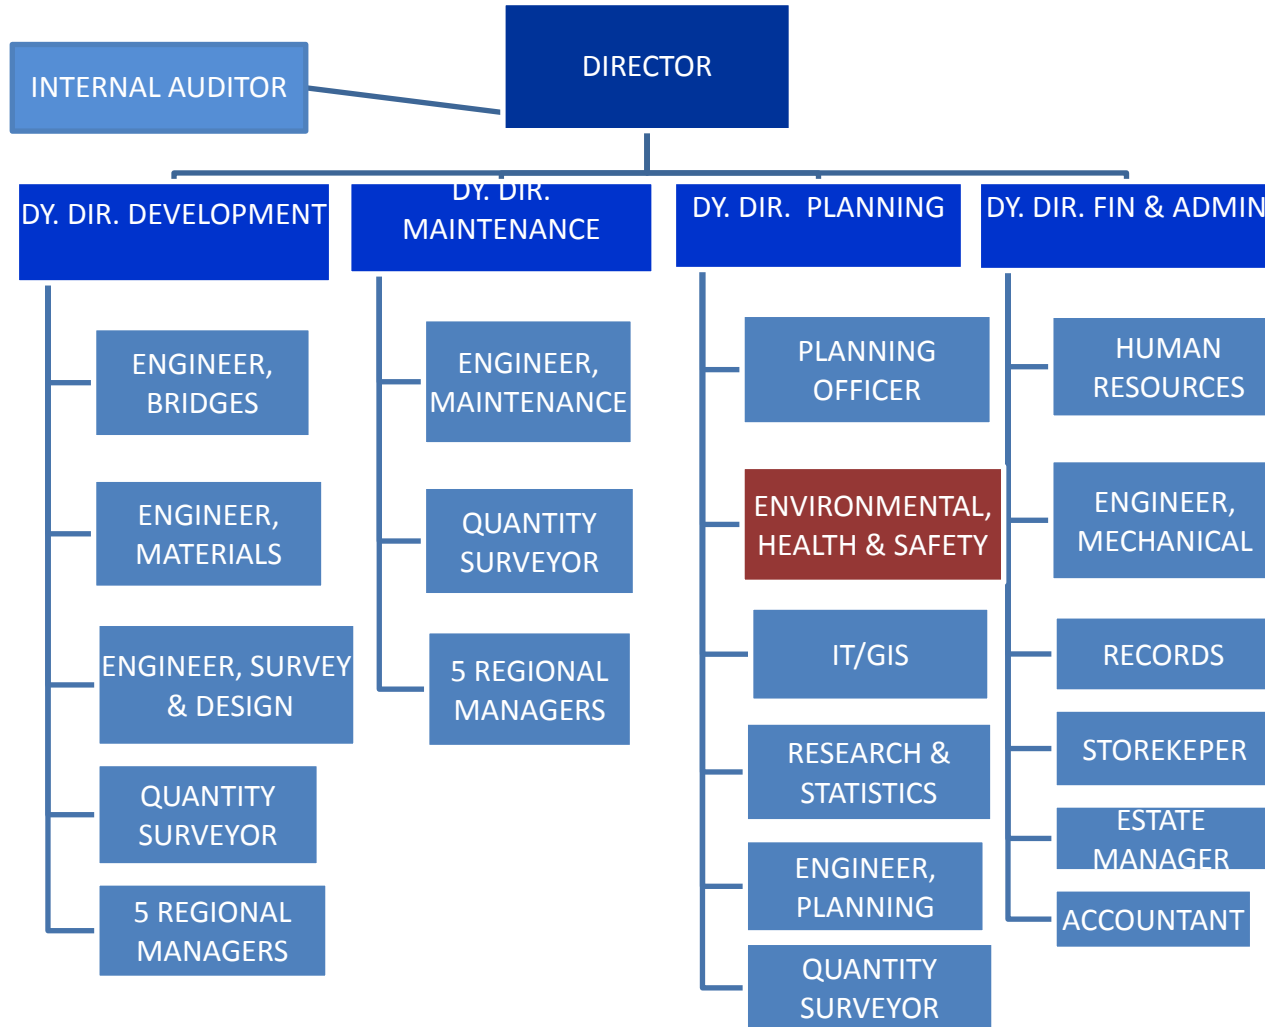 DIRECTOR
INTERNAL AUDITOR
DY. DIR. DEVELOPMENT
DY. DIR.
MAINTENANCE
DY. DIR. PLANNING
DY. DIR. FIN & ADMIN
ENGINEER,
BRIDGES
ENGINEER,
MATERIALS
ENGINEER, SURVEY
& DESIGN
QUANTITY
SURVEYOR
5 REGIONAL
MANAGERS
ENGINEER,
MAINTENANCE
QUANTITY
SURVEYOR
5 REGIONAL
MANAGERS
PLANNING
OFFICER
ENVIRONMENTAL,
HEALTH & SAFETY
IT/GIS
RESEARCH &
STATISTICS
ENGINEER,
PLANNING
QUANTITY
SURVEYOR
HUMAN
RESOURCES
ENGINEER,
MECHANICAL
RECORDS
STOREKEPER
ESTATE
MANAGER
ACCOUNTANT